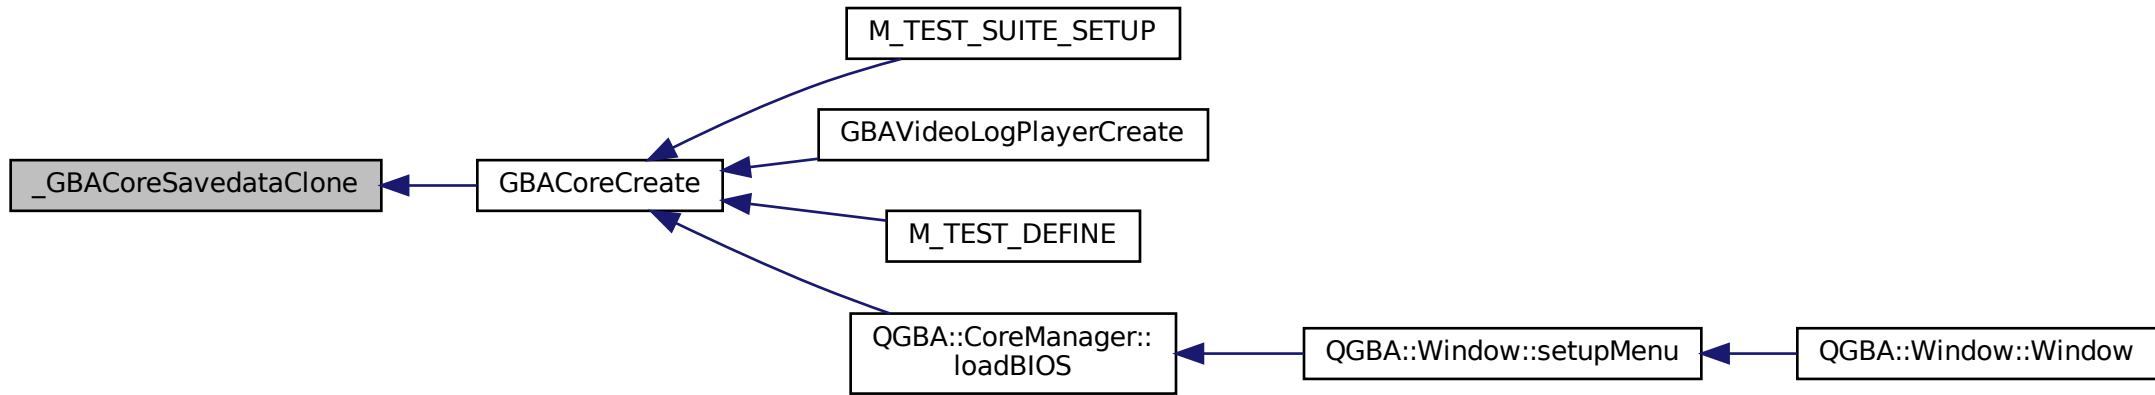 M_TEST_SUITE_SETUP
GBAVideoLogPlayerCreate
_GBACoreSavedataClone
GBACoreCreate
M_TEST_DEFINE
QGBA::CoreManager::
loadBIOS
QGBA::Window::setupMenu
QGBA::Window::Window